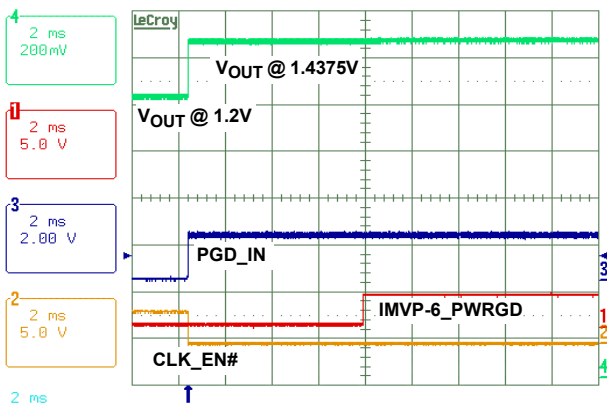 4
2 ms
200mV
1
2 ms
5.0 V
3
2 ms
2.00 V
2
2 ms
5.0 V
2 ms
LeCroy
VOUT @ 1.4375V
VOUT @ 1.2V
PGD_IN
IMVP-6_PWRGD
CLK_EN#
3
1
2
4